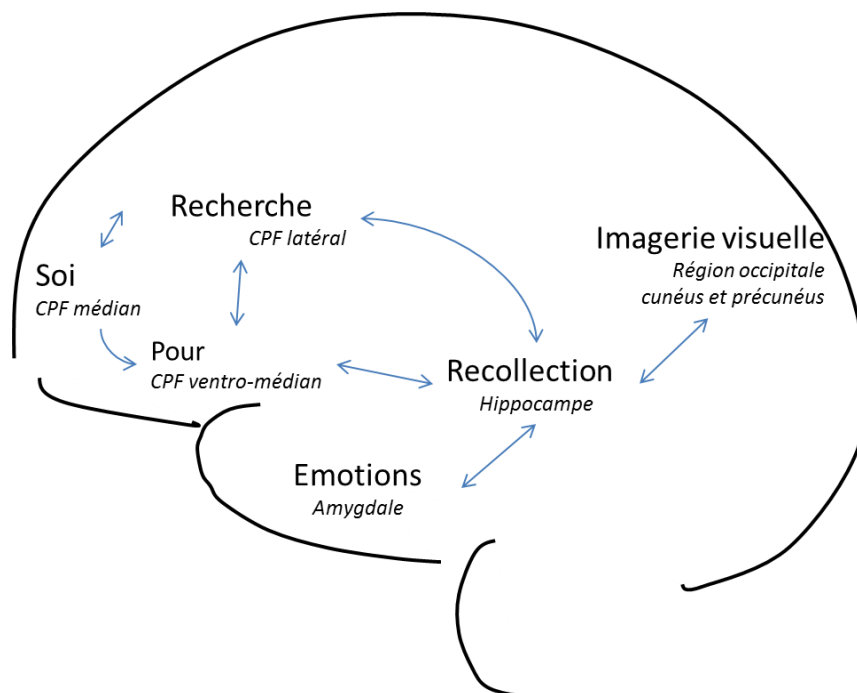 Recherche
CPF latéral
Imagerie visuelle
Région occipitale
cunéus et précunéus
Soi
CPF médian
Pour
CPF ventro-médian
Recollection
Hippocampe
Emotions
Amygdale